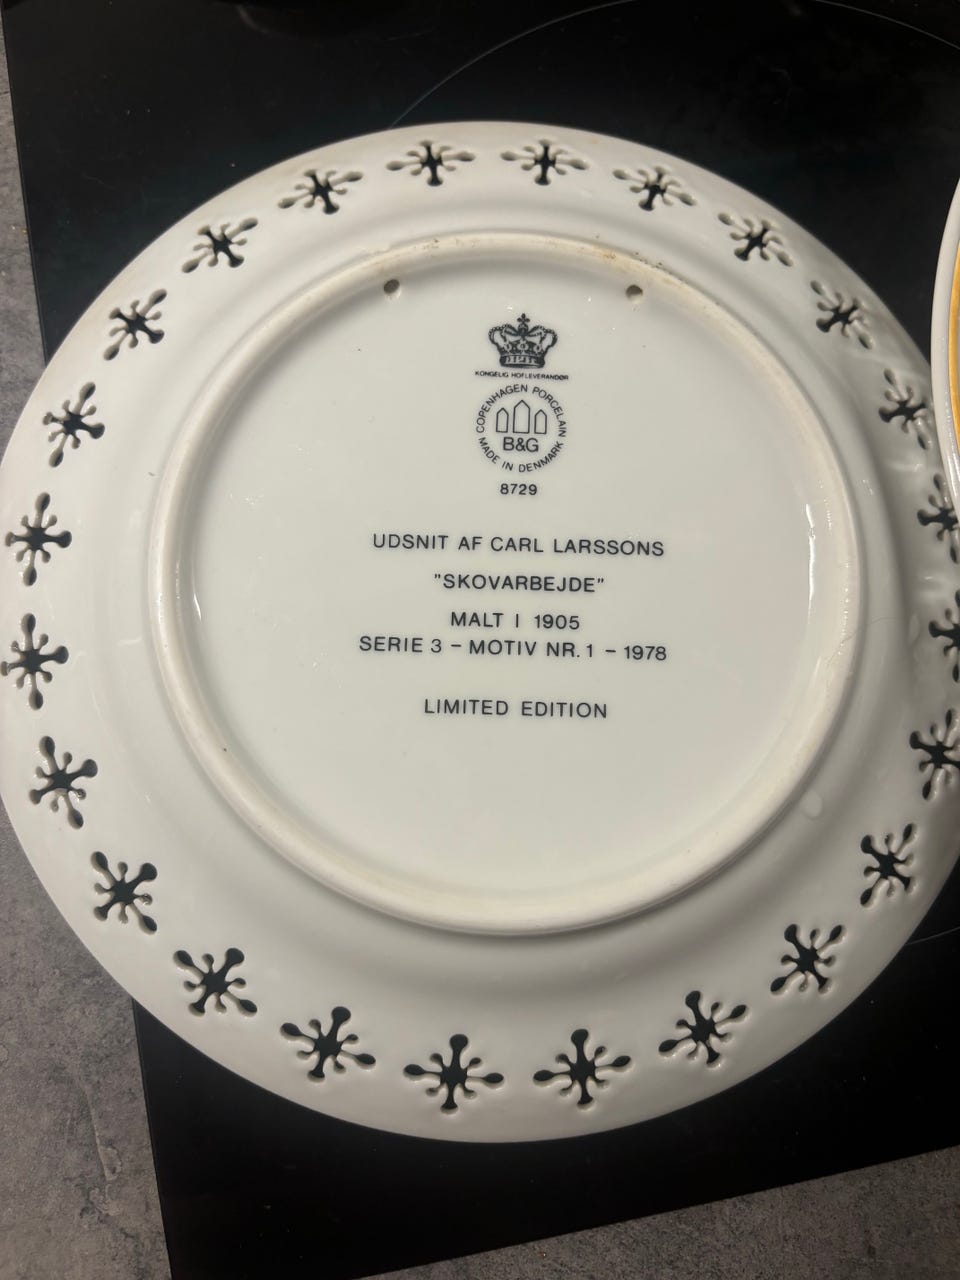 KONGELIG HOFLEVERANDØR
COPENHAGEN PORCELAIN
B&G
MADE IN DENMARK
8729
UDSNIT AF CARL LARSSONS
"SKOVARBEJDE"
MALT I 1905
SERIE 3 – MOTIV NR. 1 – 1978
LIMITED EDITION